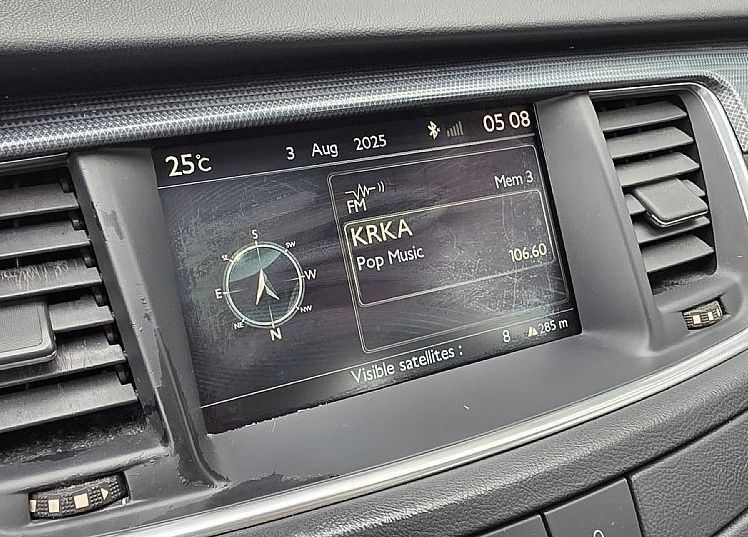 25°C 3 Aug 2025 05 08
FM Mem 3
KRKA
Pop Music 106.60
S
SE SW
E W
NE NW
N
Visible satellites : 8 285 m